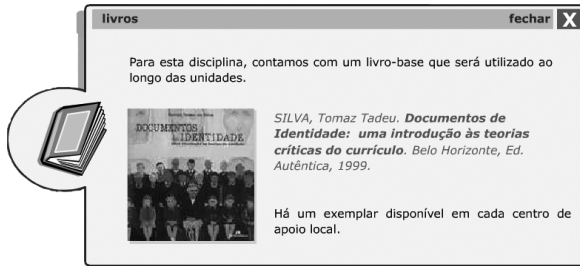 livros
fechar X
Para esta disciplina, contamos com um livro-base que será utilizado ao
longo das unidades.
DOCUMENTOS
DE IDENTIDADE
SILVA, Tomaz Tadeu. Documentos de
Identidade: uma introdução às teorias
críticas do currículo. Belo Horizonte, Ed.
Autêntica, 1999.
Há um exemplar disponível em cada centro de
apoio local.